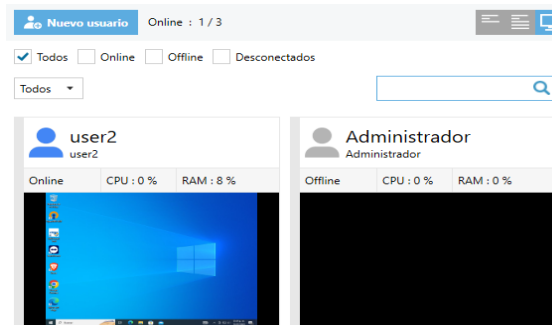 Nuevo usuario Online : 1 / 3
Todos Online Offline Desconectados
Todos
user2
user2
Online CPU : 0 % RAM : 8 %
Administrador
Administrador
Offline CPU : 0 % RAM : 0 %